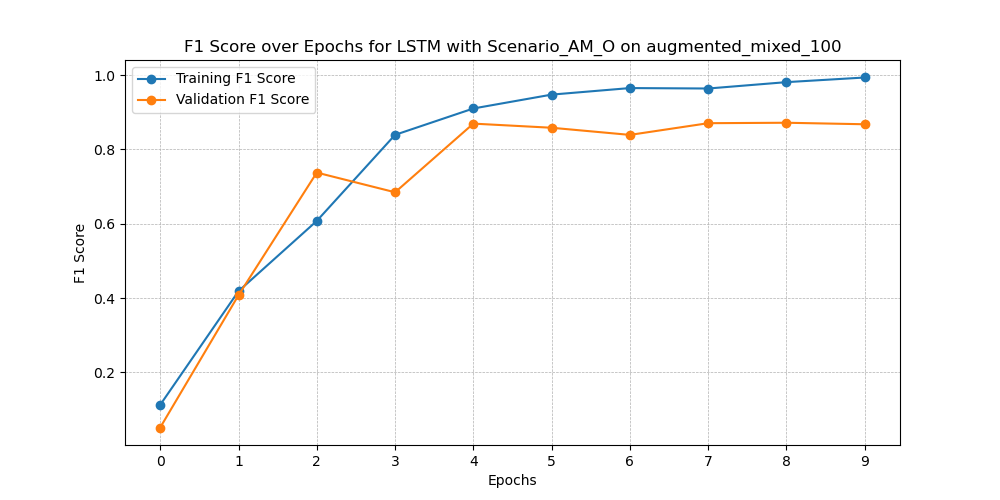 F1 Score over Epochs for LSTM with Scenario_AM_O on augmented_mixed_100
Training F1 Score
Validation F1 Score
1.0
0.8
0.6
0.4
0.2
F1 Score
0 1 2 3 4 5 6 7 8 9
Epochs